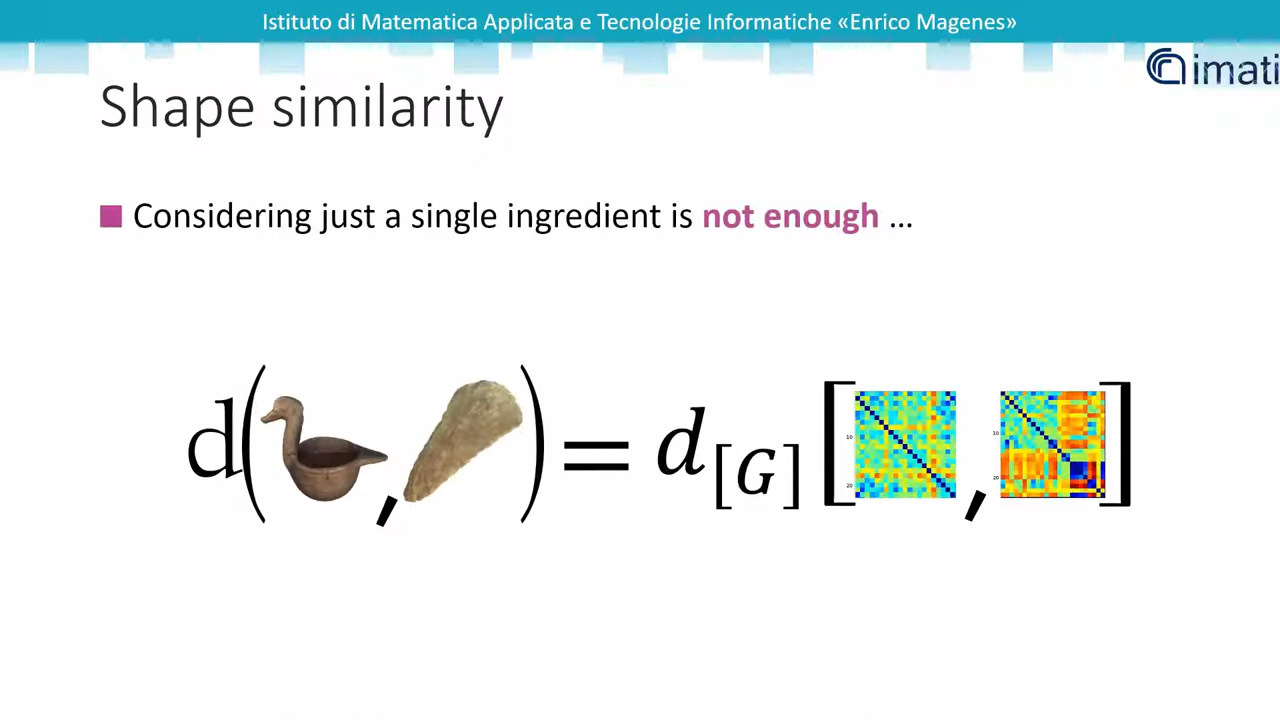 Istituto di Matematica Applicata e Tecnologie Informatiche «Enrico Magenes»
imati
Shape similarity
Considering just a single ingredient is not enough ...
d( , ) = d[G] [ , ]
10
20
10
20